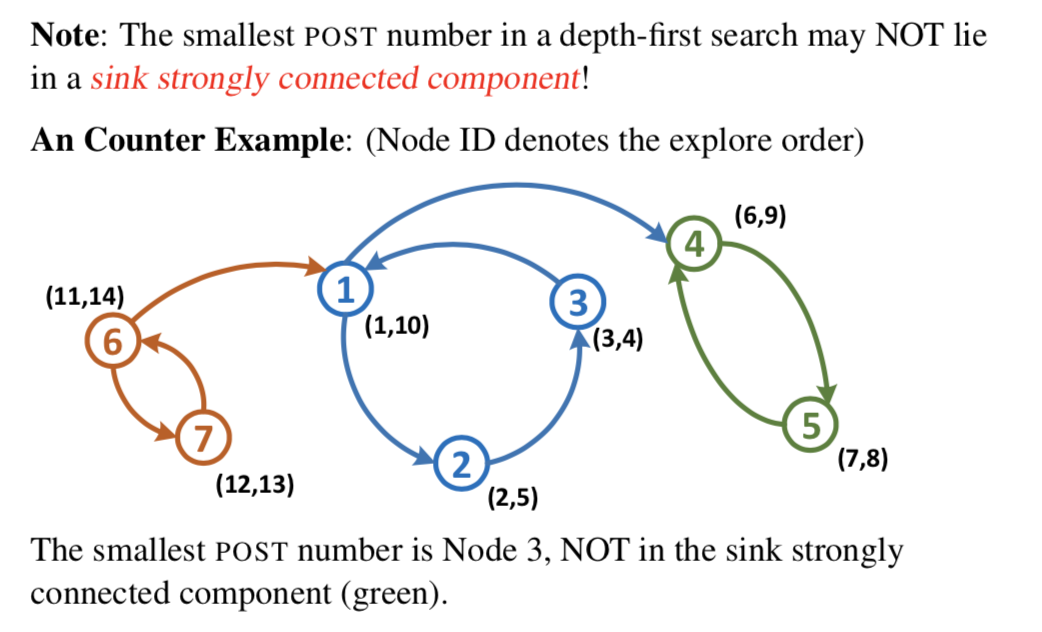 Note: The smallest POST number in a depth-first search may NOT lie
in a sink strongly connected component!
An Counter Example: (Node ID denotes the explore order)
(6,9)
4
1
3
(11,14)
(1,10)
(3,4)
6
5
7
2
(7,8)
(12,13)
(2,5)
The smallest POST number is Node 3, NOT in the sink strongly
connected component (green).